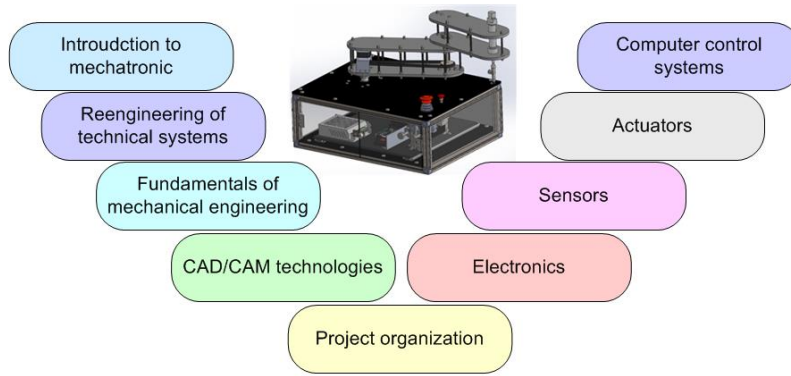 Introudction to
mechatronic
Reengineering of
technical systems
Fundamentals of
mechanical engineering
CAD/CAM technologies
Project organization
Computer control
systems
Actuators
Sensors
Electronics